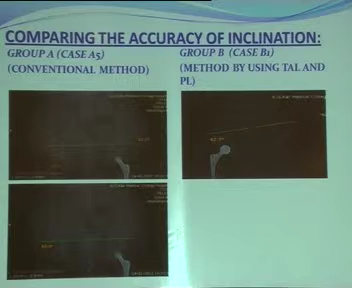 COMPARING THE ACCURACY OF INCLINATION:
GROUP A (CASE A5)
(CONVENTIONAL METHOD)
GROUP B (CASE B1)
(METHOD BY USING TAL AND
PL)